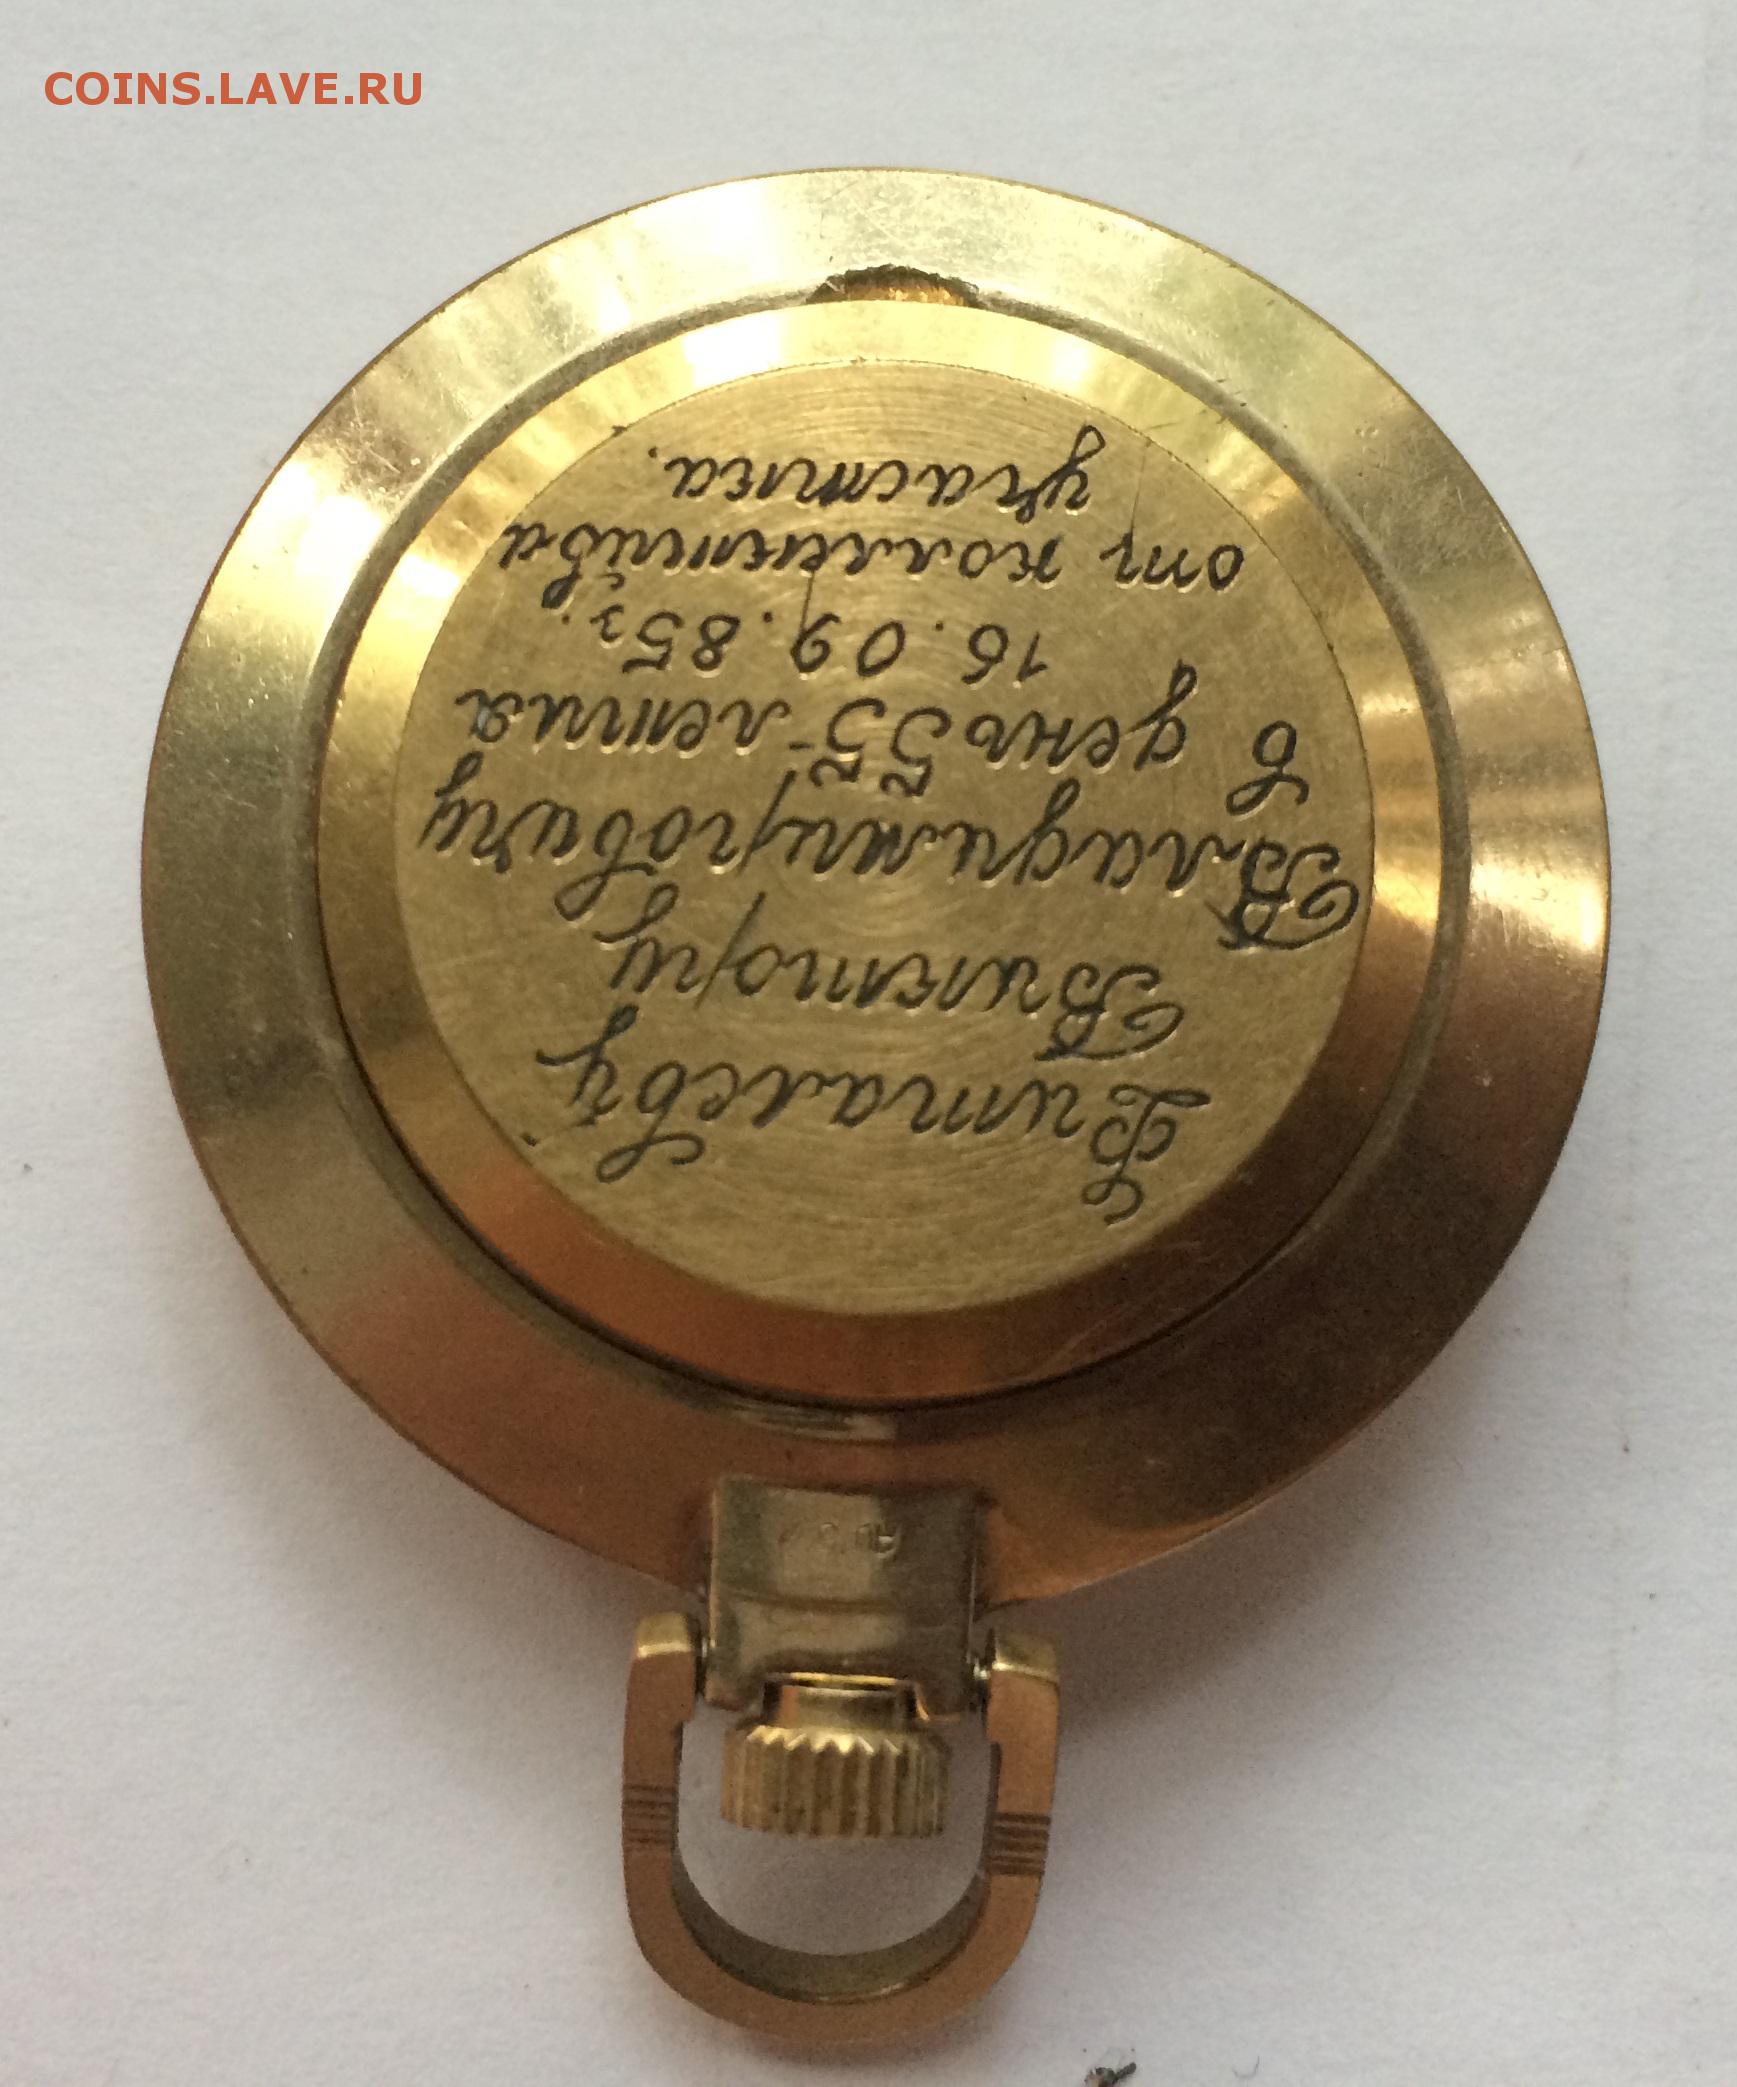 COINS.LAVE.RU
Виталеву
Виктору
Владимировичу
в день 55-летия
16.09.85г.
от коллектива
участка.